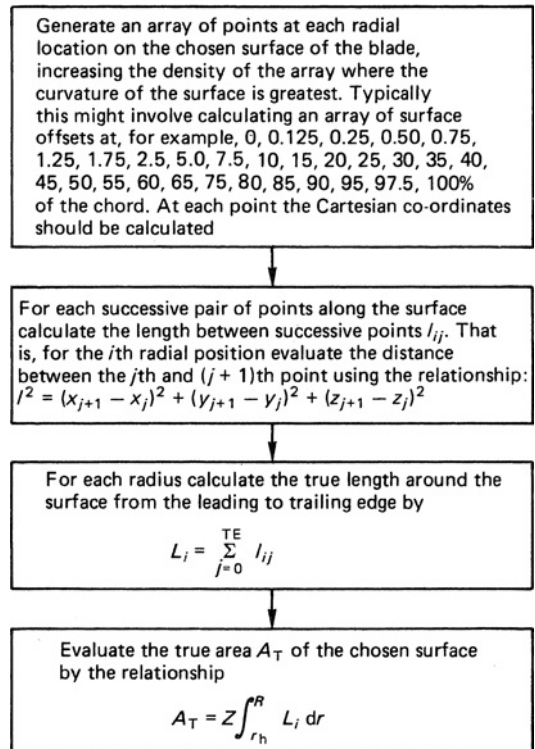 Generate an array of points at each radial
location on the chosen surface of the blade,
increasing the density of the array where the
curvature of the surface is greatest. Typically
this might involve calculating an array of surface
offsets at, for example, 0, 0.125, 0.25, 0.50, 0.75,
1.25, 1.75, 2.5, 5.0, 7.5, 10, 15, 20, 25, 30, 35, 40,
45, 50, 55, 60, 65, 75, 80, 85, 90, 95, 97.5, 100%
of the chord. At each point the Cartesian co-ordinates
should be calculated
For each successive pair of points along the surface
calculate the length between successive points l_{ij}. That
is, for the ith radial position evaluate the distance
between the jth and (j + 1)th point using the relationship:
l² = (x_{j+1} − x_j)² + (y_{j+1} − y_j)² + (z_{j+1} − z_j)²
For each radius calculate the true length around the
surface from the leading to trailing edge by
L_i = Σ_{j=0}^{TE} l_{ij}
Evaluate the true area A_T of the chosen surface
by the relationship
A_T = Z∫_{r_h}^{R} L_i dr